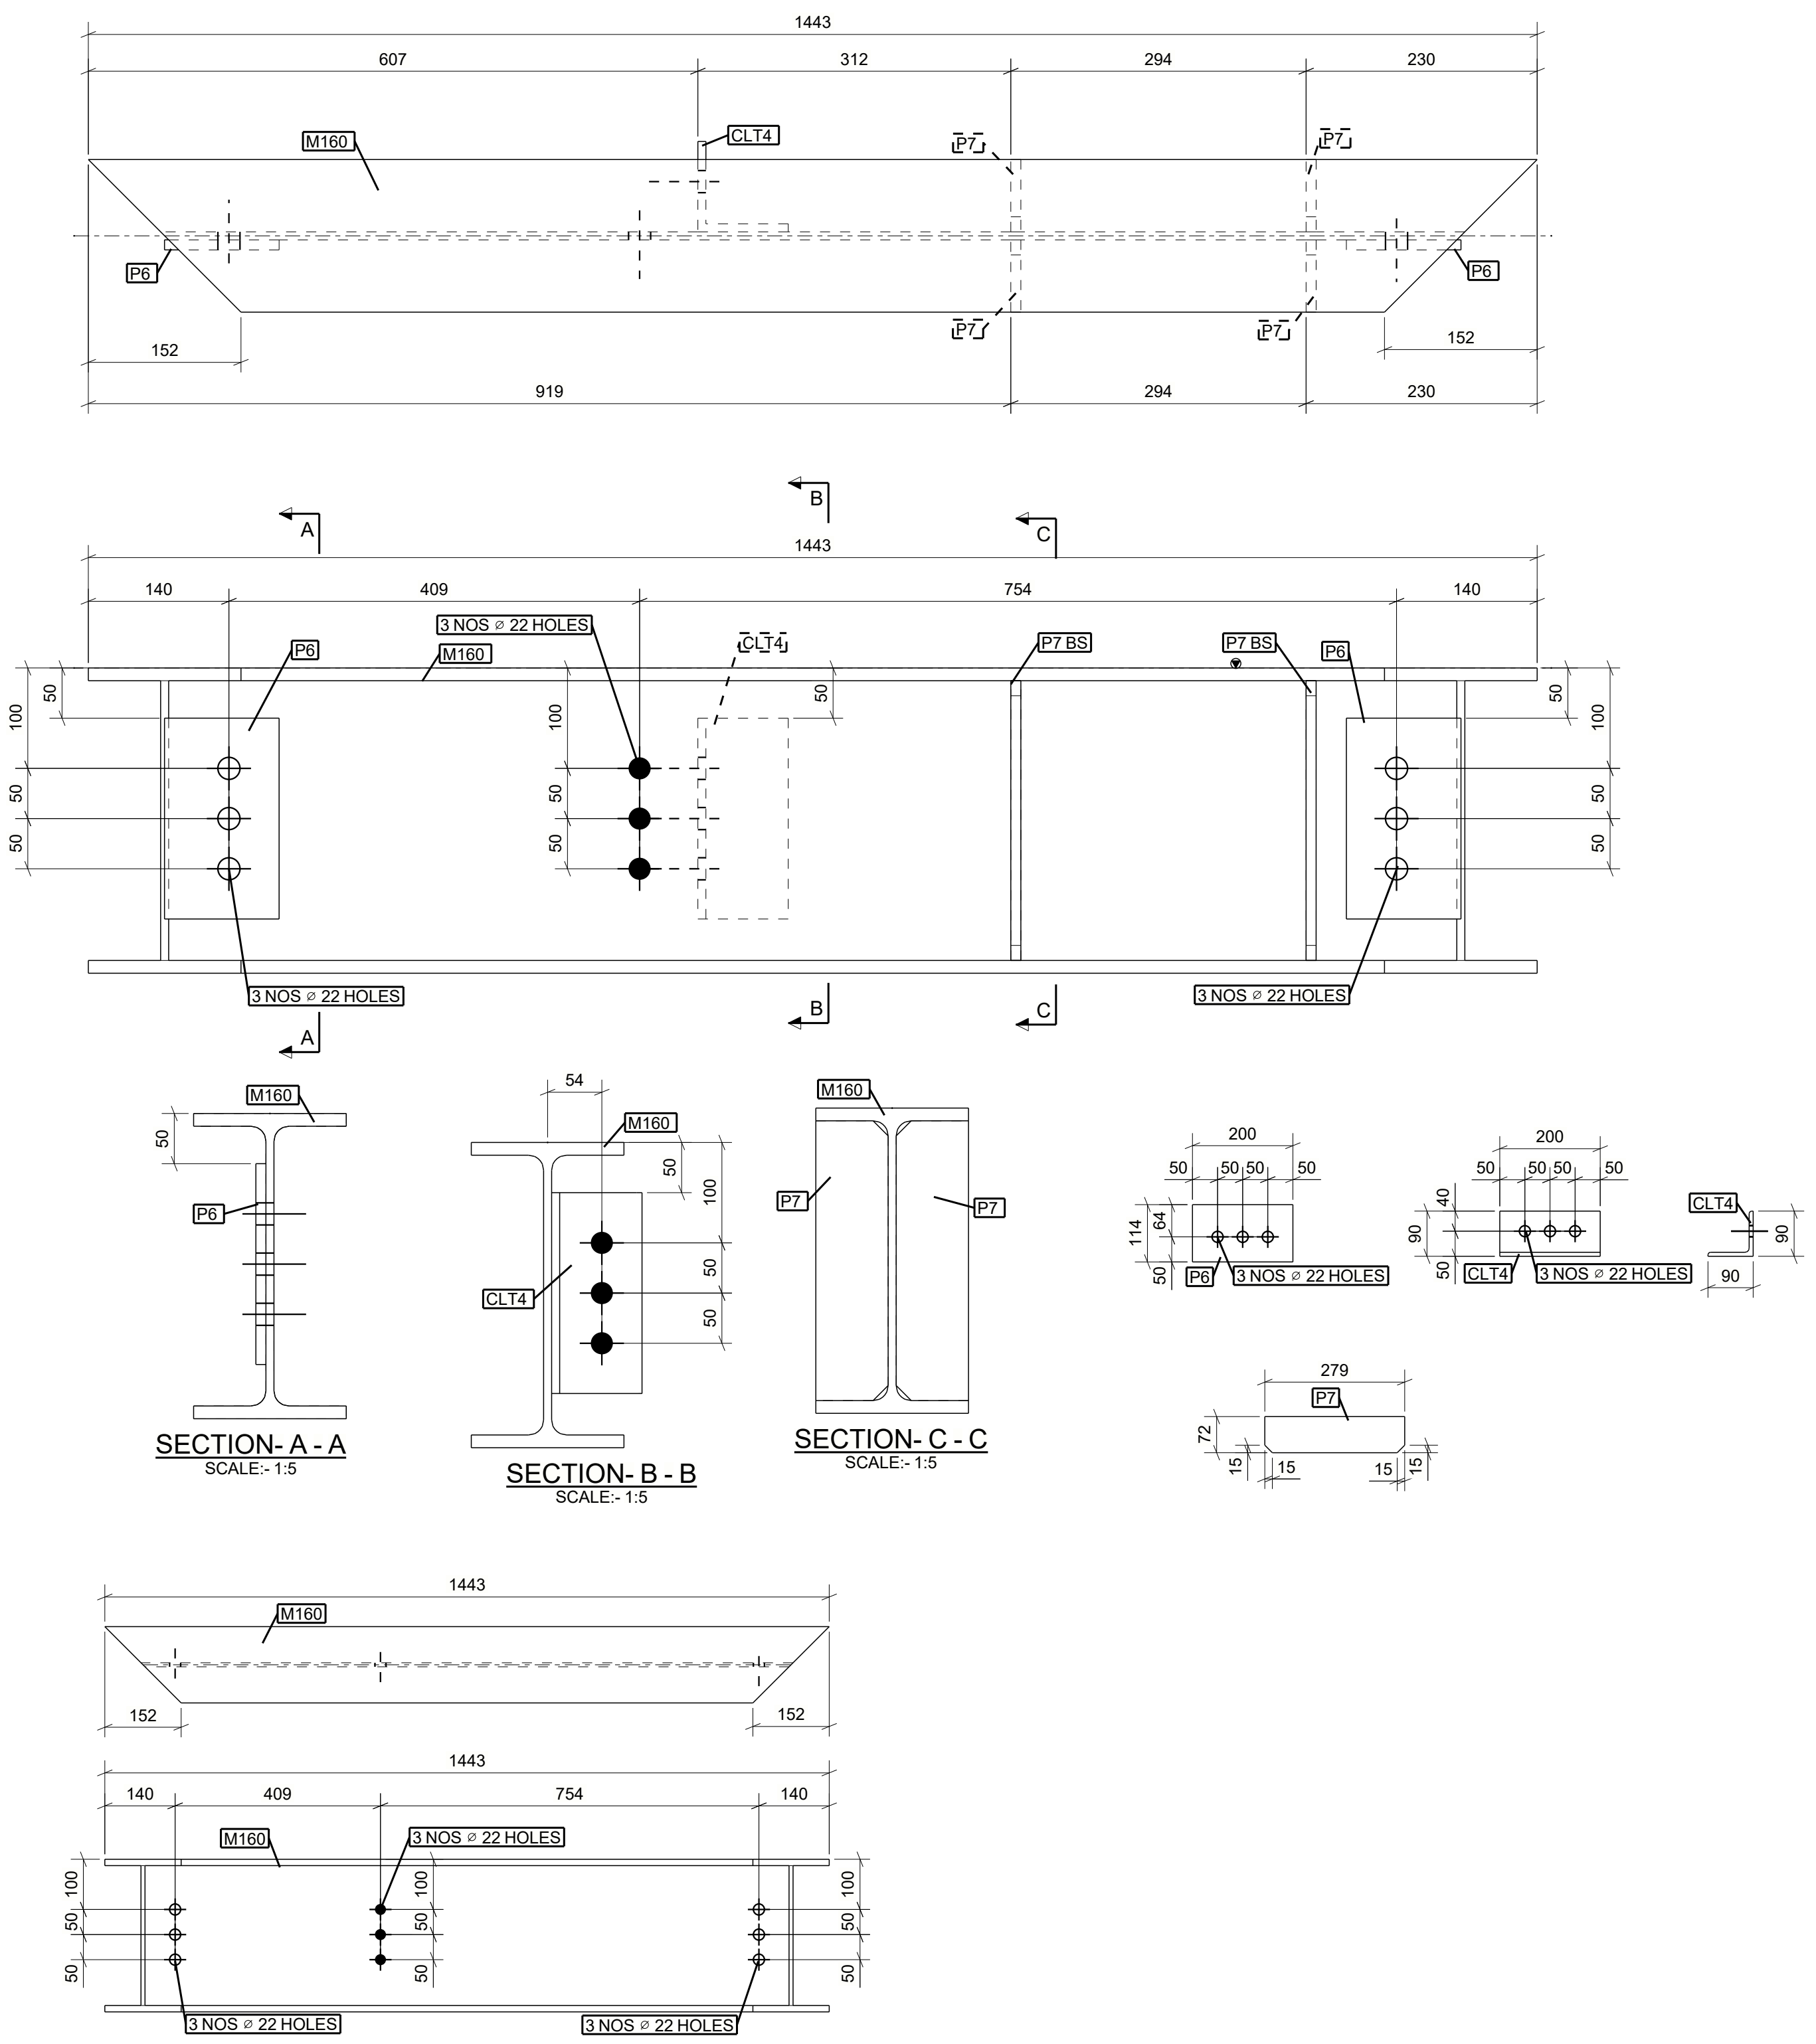 1443
607 312 294 230
M160 CLT4 P7 P7
P6 P6
P7 P7
152 152
919 294 230
A B C
1443
140 409 754 140
3 NOS ⌀ 22 HOLES
P6 M160 CLT4 P7 BS P7 BS P6
50 100 50 50
100 50 50
50
50 100 50 50
3 NOS ⌀ 22 HOLES 3 NOS ⌀ 22 HOLES
A B C
M160
50
P6
SECTION- A - A
SCALE:- 1:5
54
M160
50 100 50 50
CLT4
SECTION- B - B
SCALE:- 1:5
M160
P7 P7
SECTION- C - C
SCALE:- 1:5
200
50 50 50 50
114 64 50
P6 3 NOS ⌀ 22 HOLES
200
50 50 50 50
90 40 50
CLT4 3 NOS ⌀ 22 HOLES
CLT4
90
90
279
P7
72
15 15 15 15
1443
M160
152 152
1443
140 409 754 140
M160 3 NOS ⌀ 22 HOLES
100 100 100
50 50 50
50 50 50
3 NOS ⌀ 22 HOLES 3 NOS ⌀ 22 HOLES